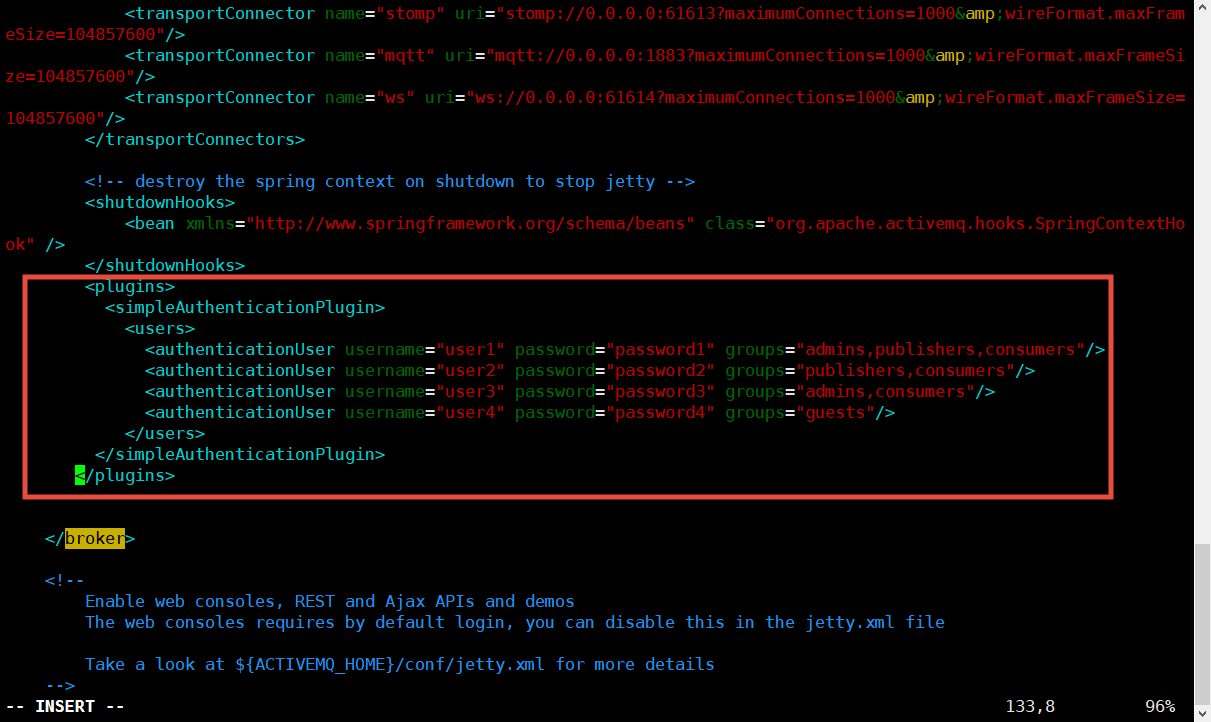 <transportConnector name="stomp" uri="stomp://0.0.0.0:61613?maximumConnections=1000&amp;wireFormat.maxFram
eSize=104857600"/>
<transportConnector name="mqtt" uri="mqtt://0.0.0.0:1883?maximumConnections=1000&amp;wireFormat.maxFrameSi
ze=104857600"/>
<transportConnector name="ws" uri="ws://0.0.0.0:61614?maximumConnections=1000&amp;wireFormat.maxFrameSize=
104857600"/>
</transportConnectors>
<!-- destroy the spring context on shutdown to stop jetty -->
<shutdownHooks>
<bean xmlns="http://www.springframework.org/schema/beans" class="org.apache.activemq.hooks.SpringContextHo
ok" />
</shutdownHooks>
<plugins>
<simpleAuthenticationPlugin>
<users>
<authenticationUser username="user1" password="password1" groups="admins,publishers,consumers"/>
<authenticationUser username="user2" password="password2" groups="publishers,consumers"/>
<authenticationUser username="user3" password="password3" groups="admins,consumers"/>
<authenticationUser username="user4" password="password4" groups="guests"/>
</users>
</simpleAuthenticationPlugin>
</plugins>
</broker>
<!--
Enable web consoles, REST and Ajax APIs and demos
The web consoles requires by default login, you can disable this in the jetty.xml file
Take a look at ${ACTIVEMQ_HOME}/conf/jetty.xml for more details
-->
-- INSERT -- 133,8 96%